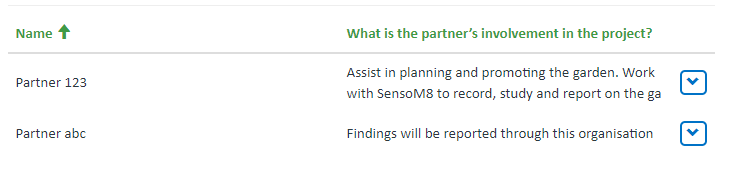 Name What is the partner’s involvement in the project?
Partner 123 Assist in planning and promoting the garden. Work
with SensoM8 to record, study and report on the ga
Partner abc Findings will be reported through this organisation